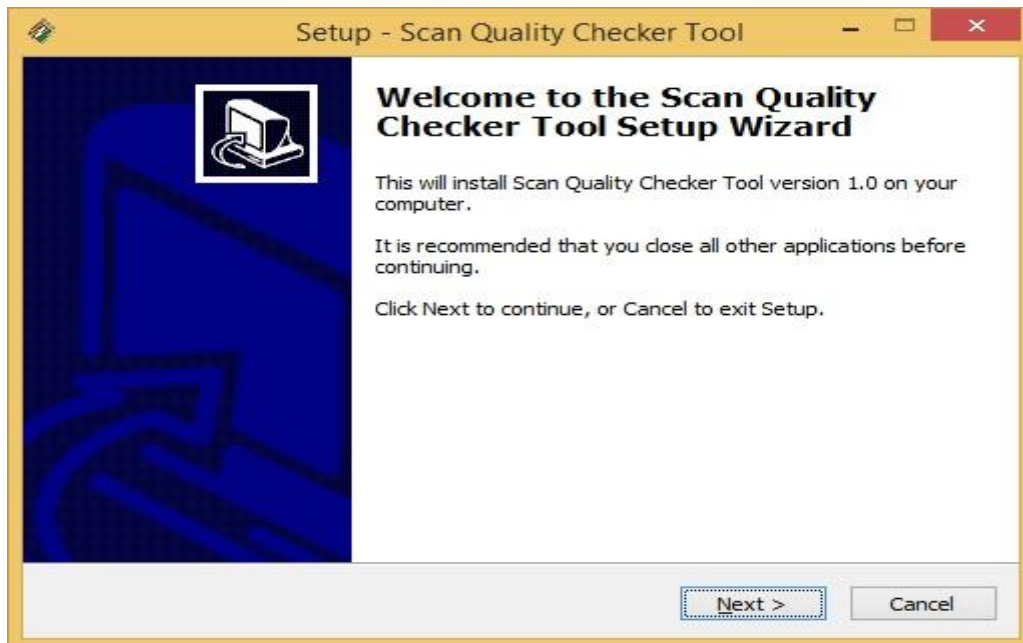 Setup - Scan Quality Checker Tool
Welcome to the Scan Quality
Checker Tool Setup Wizard
This will install Scan Quality Checker Tool version 1.0 on your
computer.
It is recommended that you close all other applications before
continuing.
Click Next to continue, or Cancel to exit Setup.
Next >
Cancel